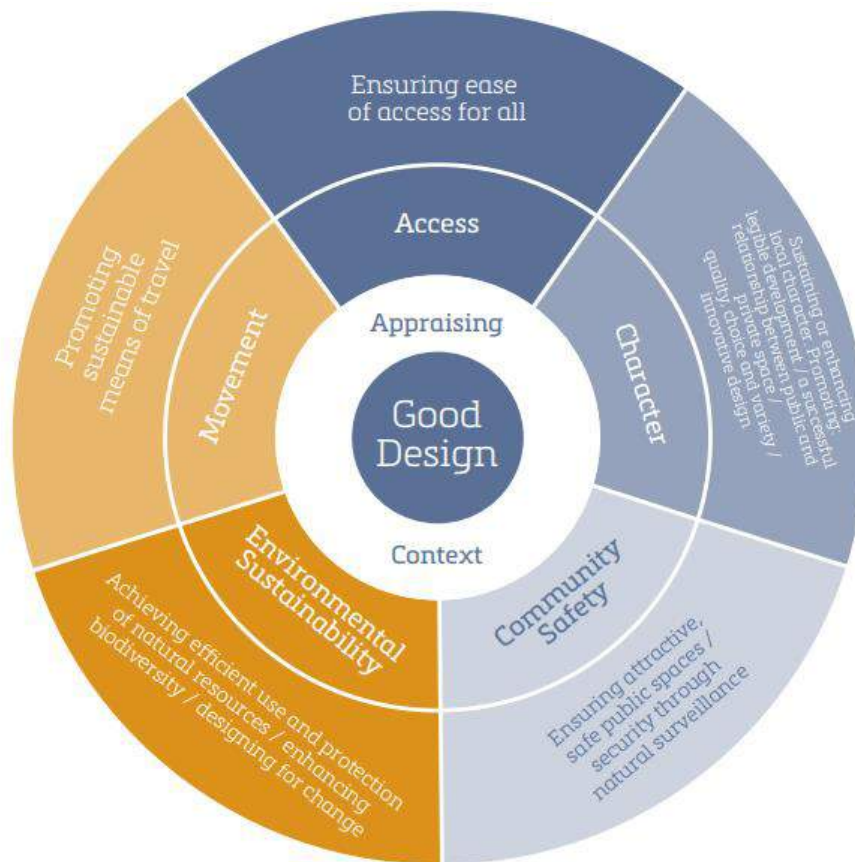 Ensuring ease
of access for all
Access
Sustaining or enhancing
local character. Promoting:
legible development / a successful
relationship between public and
private space /
quality, choice and variety /
innovative design
Character
Ensuring attractive,
safe public spaces /
security through
natural surveillance
Community
Safety
Achieving efficient use and protection
of natural resources / enhancing
biodiversity / designing for change
Environmental
Sustainability
Promoting
sustainable
means of travel
Movement
Appraising
Good
Design
Context